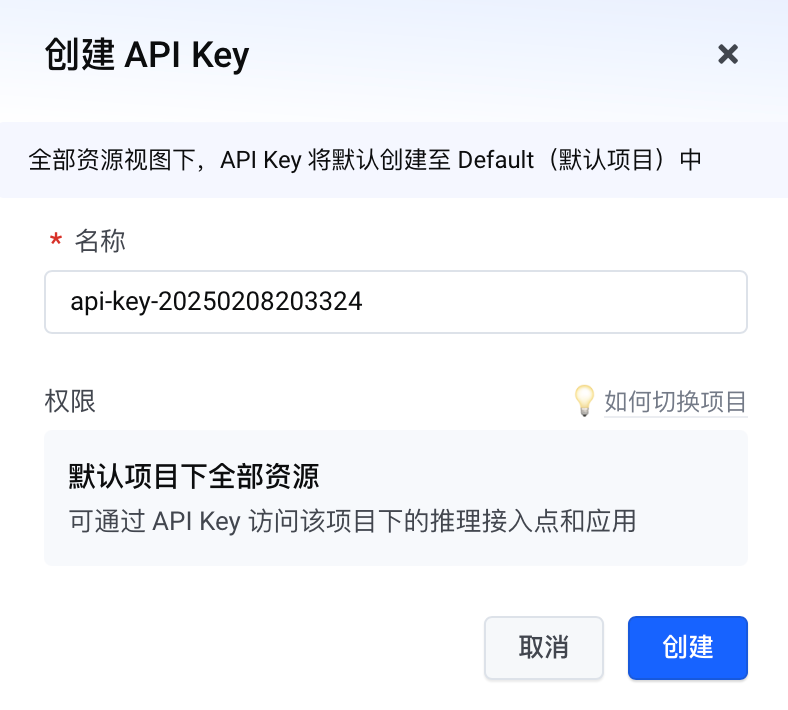 创建 API Key
全部资源视图下，API Key 将默认创建至 Default（默认项目）中
* 名称
api-key-20250208203324
权限
如何切换项目
默认项目下全部资源
可通过 API Key 访问该项目下的推理接入点和应用
取消
创建